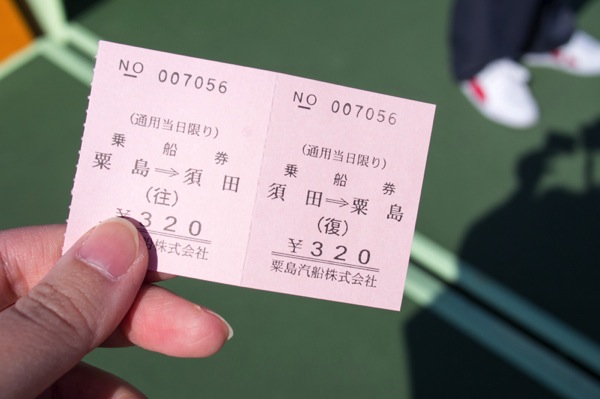 NO 007056
(通用当日限り)
乗船券
粟島⇒須田
(往)
¥320
島汽船株式会社
NO 007056
(通用当日限り)
乗船券
須田⇒粟島
(復)
¥320
粟島汽船株式会社